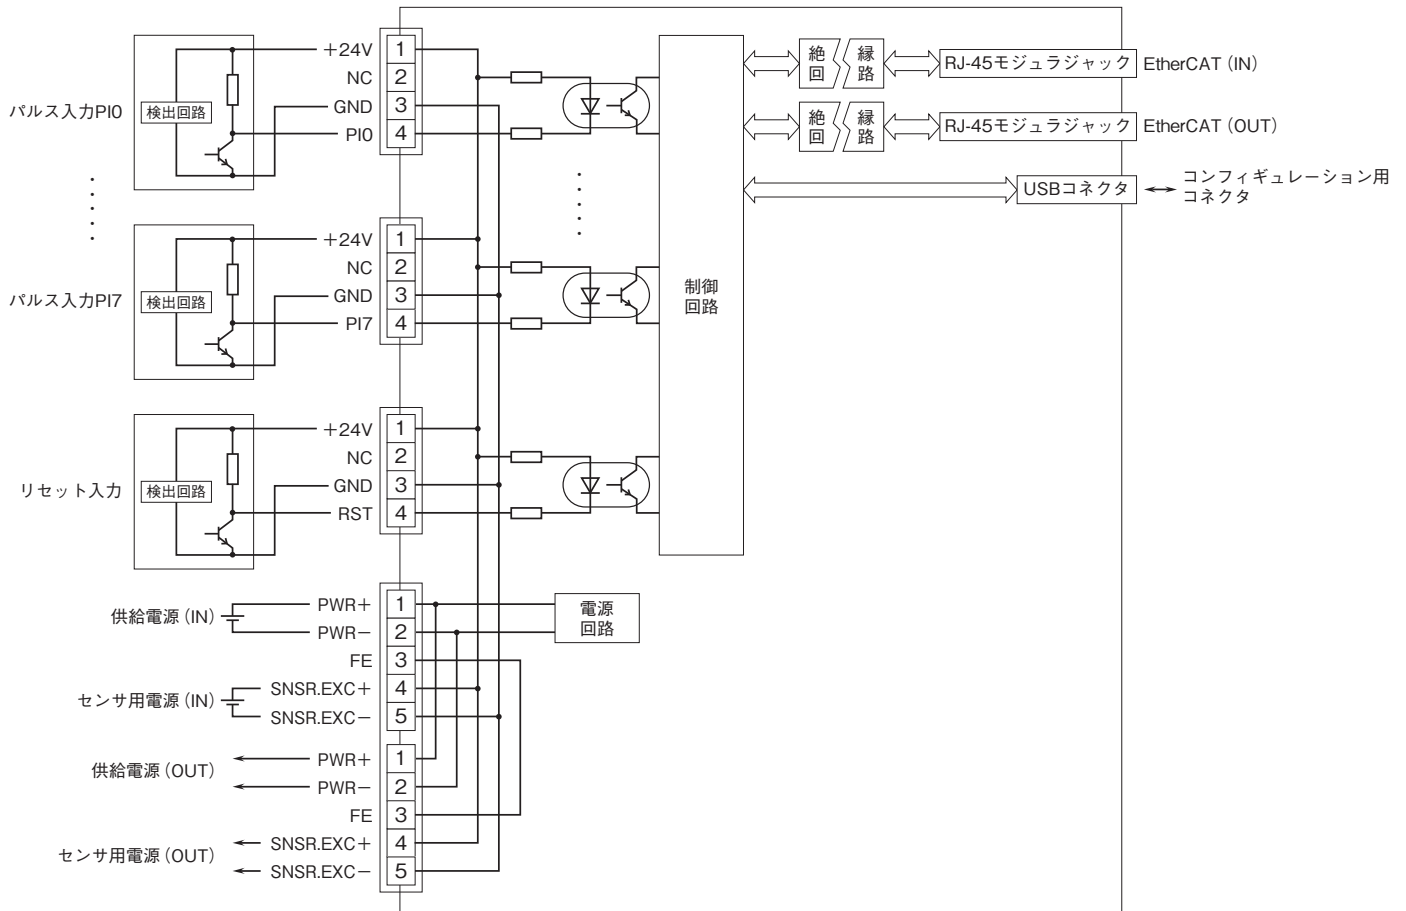 パルス入力PI0
検出回路
+24V
NC
GND
PI0
1
2
3
4
パルス入力PI7
検出回路
+24V
NC
GND
PI7
1
2
3
4
リセット入力
検出回路
+24V
NC
GND
RST
1
2
3
4
供給電源(IN)
PWR+
PWR−
FE
センサ用電源(IN)
SNSR.EXC+
SNSR.EXC−
1
2
3
4
5
供給電源(OUT)
PWR+
PWR−
FE
センサ用電源(OUT)
SNSR.EXC+
SNSR.EXC−
1
2
3
4
5
電源
回路
制御
回路
絶 縁
回 路
RJ-45モジュラジャック
EtherCAT(IN)
絶 縁
回 路
RJ-45モジュラジャック
EtherCAT(OUT)
USBコネクタ
コンフィギュレーション用
コネクタ